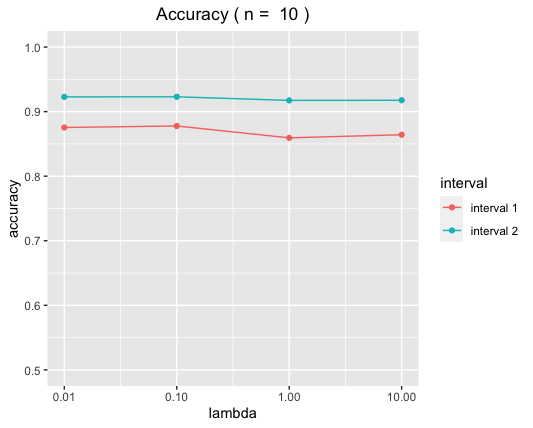 Accuracy ( n =  10 )
accuracy
1.0
0.9
0.8
0.7
0.6
0.5
0.01 0.10 1.00 10.00
lambda
interval
interval 1
interval 2